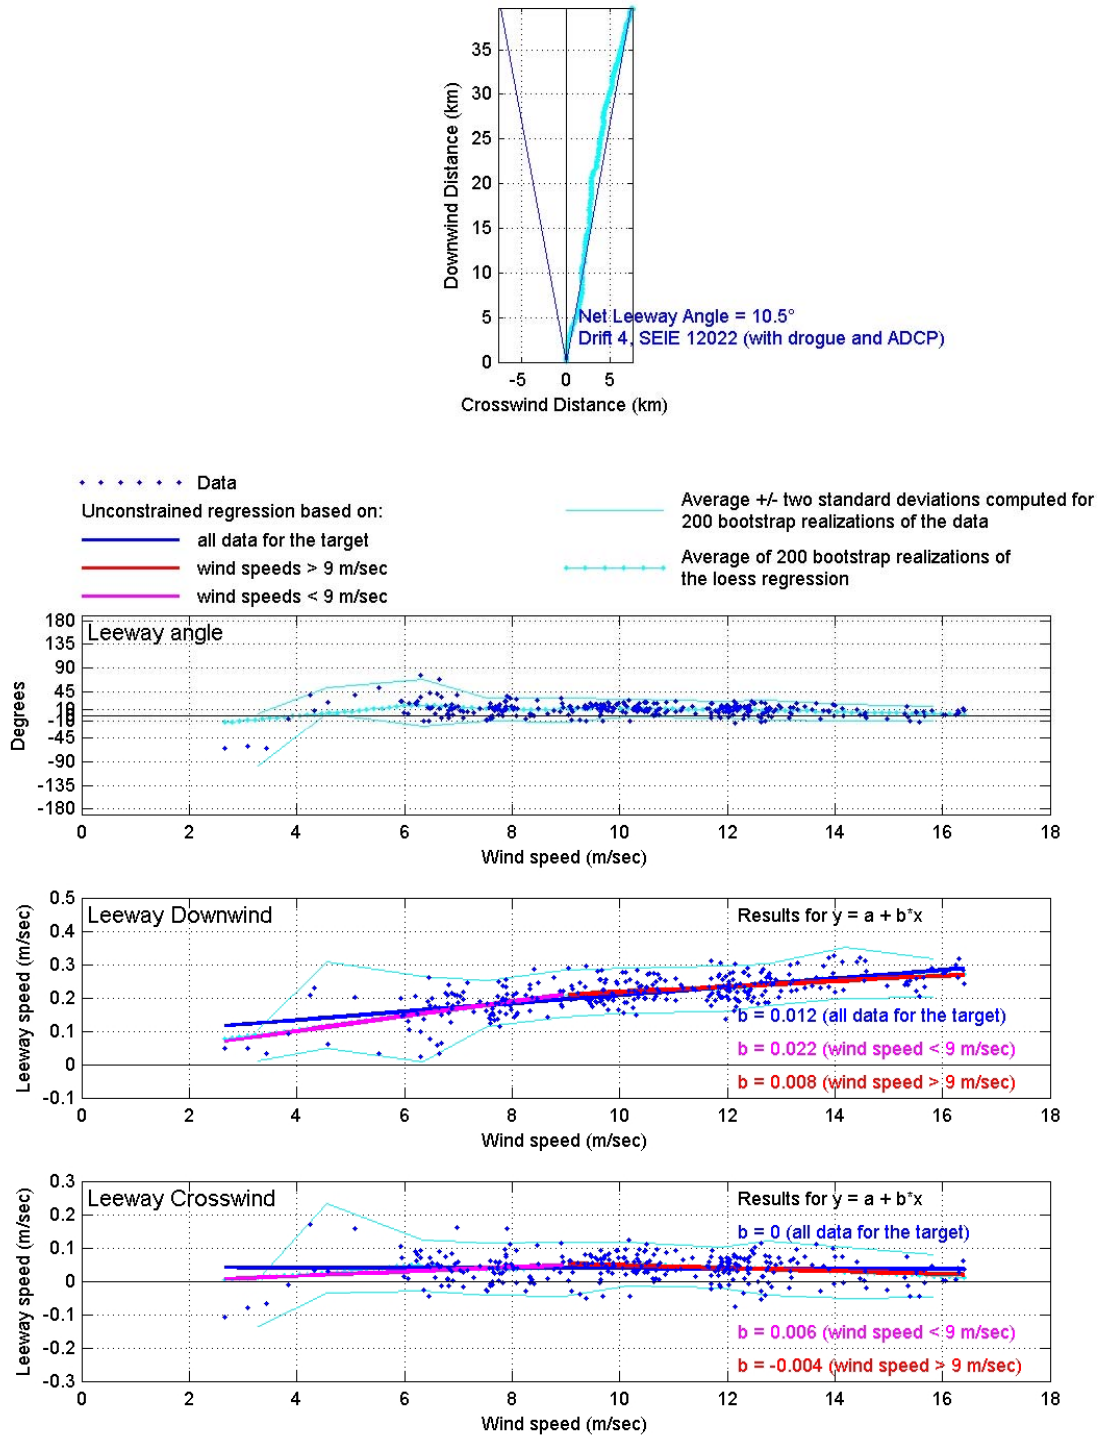 35
30
25
20
15
10
5
0
Downwind Distance (km)
Net Leeway Angle = 10.5°
Drift 4, SEIE 12022 (with drogue and ADCP)
-5 0 5
Crosswind Distance (km)
Data
Unconstrained regression based on:
all data for the target
wind speeds > 9 m/sec
wind speeds < 9 m/sec
Average +/- two standard deviations computed for
200 bootstrap realizations of the data
Average of 200 bootstrap realizations of
the loess regression
Leeway angle
180
135
90
45
10
-10
-45
-90
-135
-180
Degrees
0 2 4 6 8 10 12 14 16 18
Wind speed (m/sec)
Leeway Downwind
Results for y = a + b*x
b = 0.012 (all data for the target)
b = 0.022 (wind speed < 9 m/sec)
b = 0.008 (wind speed > 9 m/sec)
0.5
0.4
0.3
0.2
0.1
0
-0.1
Leeway speed (m/sec)
0 2 4 6 8 10 12 14 16 18
Wind speed (m/sec)
Leeway Crosswind
Results for y = a + b*x
b = 0 (all data for the target)
b = 0.006 (wind speed < 9 m/sec)
b = -0.004 (wind speed > 9 m/sec)
0.3
0.2
0.1
0
-0.1
-0.2
-0.3
Leeway speed (m/sec)
0 2 4 6 8 10 12 14 16 18
Wind speed (m/sec)